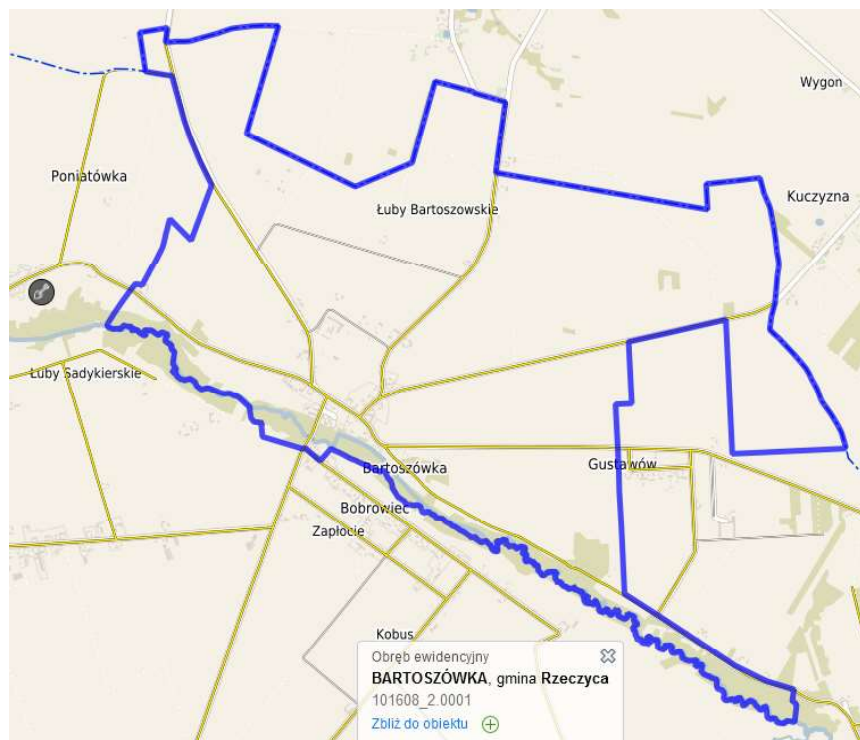 Wygon
Poniatówka
Kuczyzna
Łuby Bartoszowskie
Łuby Sadykierskie
Bartoszówka
Gustawów
Bobrowiec
Zapłocie
Kobus
Obręb ewidencyjny
BARTOSZÓWKA, gmina Rzeczyca
101608_2.0001
Zbliż do obiektu